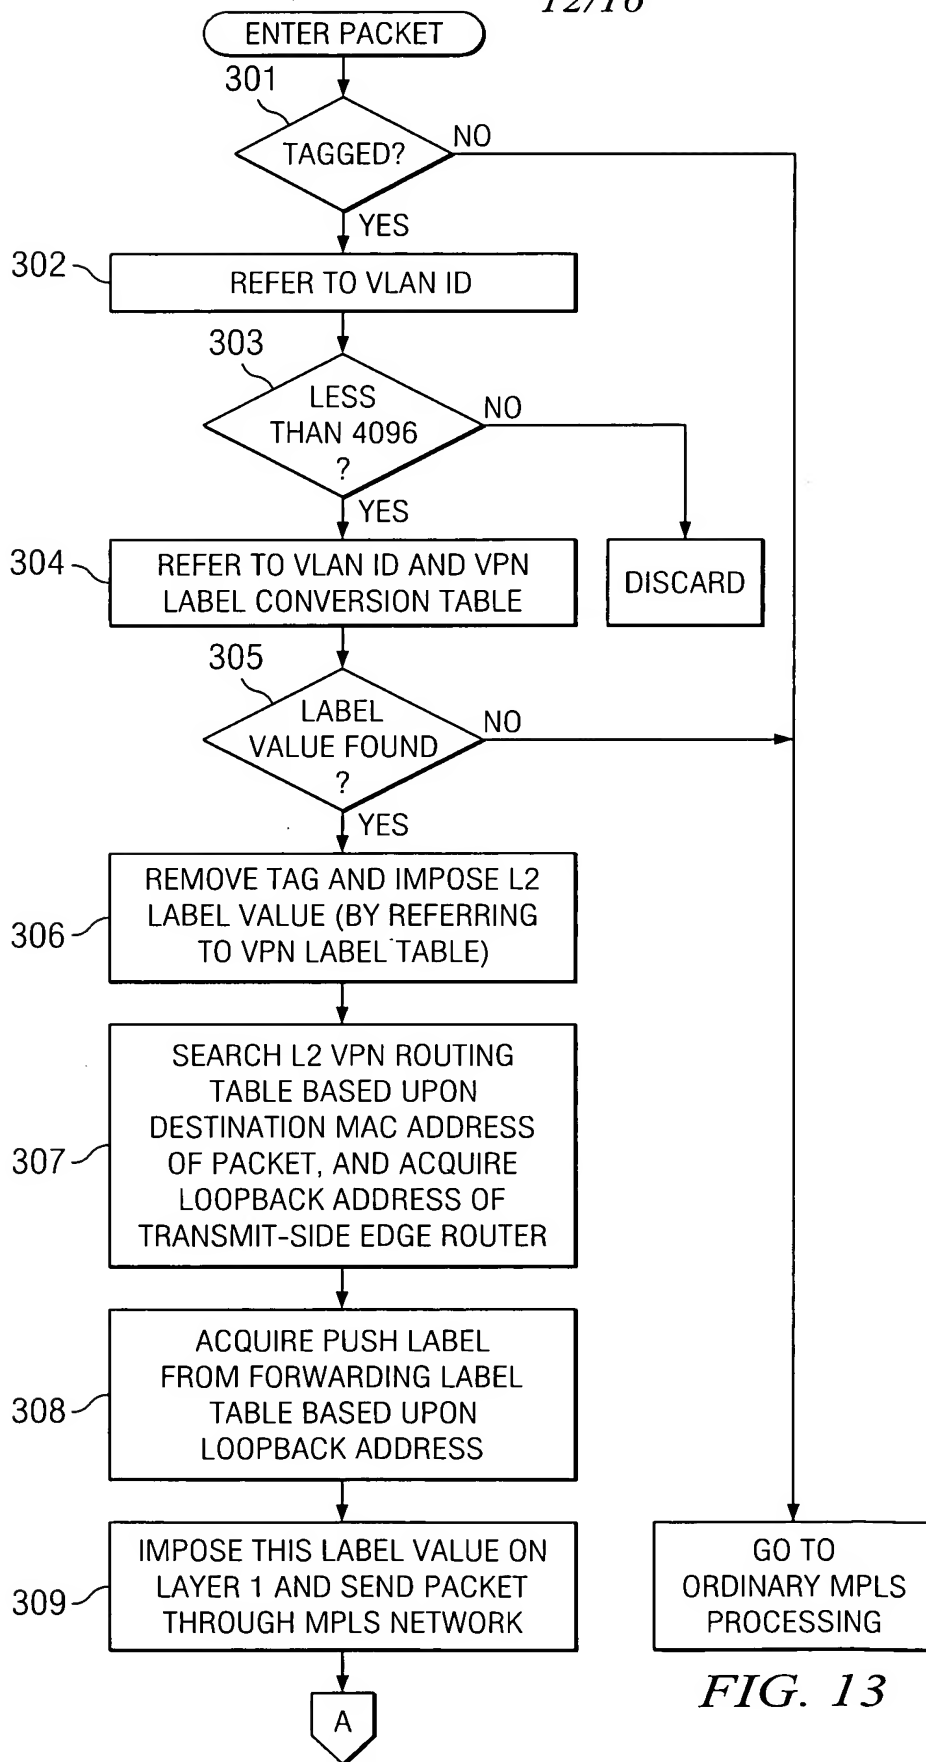 12/16
ENTER PACKET
301
TAGGED?
NO
YES
302
REFER TO VLAN ID
303
LESS
THAN 4096
?
NO
YES
304
REFER TO VLAN ID AND VPN
LABEL CONVERSION TABLE
DISCARD
305
LABEL
VALUE FOUND
?
NO
YES
306
REMOVE TAG AND IMPOSE L2
LABEL VALUE (BY REFERRING
TO VPN LABEL TABLE)
307
SEARCH L2 VPN ROUTING
TABLE BASED UPON
DESTINATION MAC ADDRESS
OF PACKET, AND ACQUIRE
LOOPBACK ADDRESS OF
TRANSMIT-SIDE EDGE ROUTER
308
ACQUIRE PUSH LABEL
FROM FORWARDING LABEL
TABLE BASED UPON
LOOPBACK ADDRESS
309
IMPOSE THIS LABEL VALUE ON
LAYER 1 AND SEND PACKET
THROUGH MPLS NETWORK
GO TO
ORDINARY MPLS
PROCESSING
A
FIG. 13